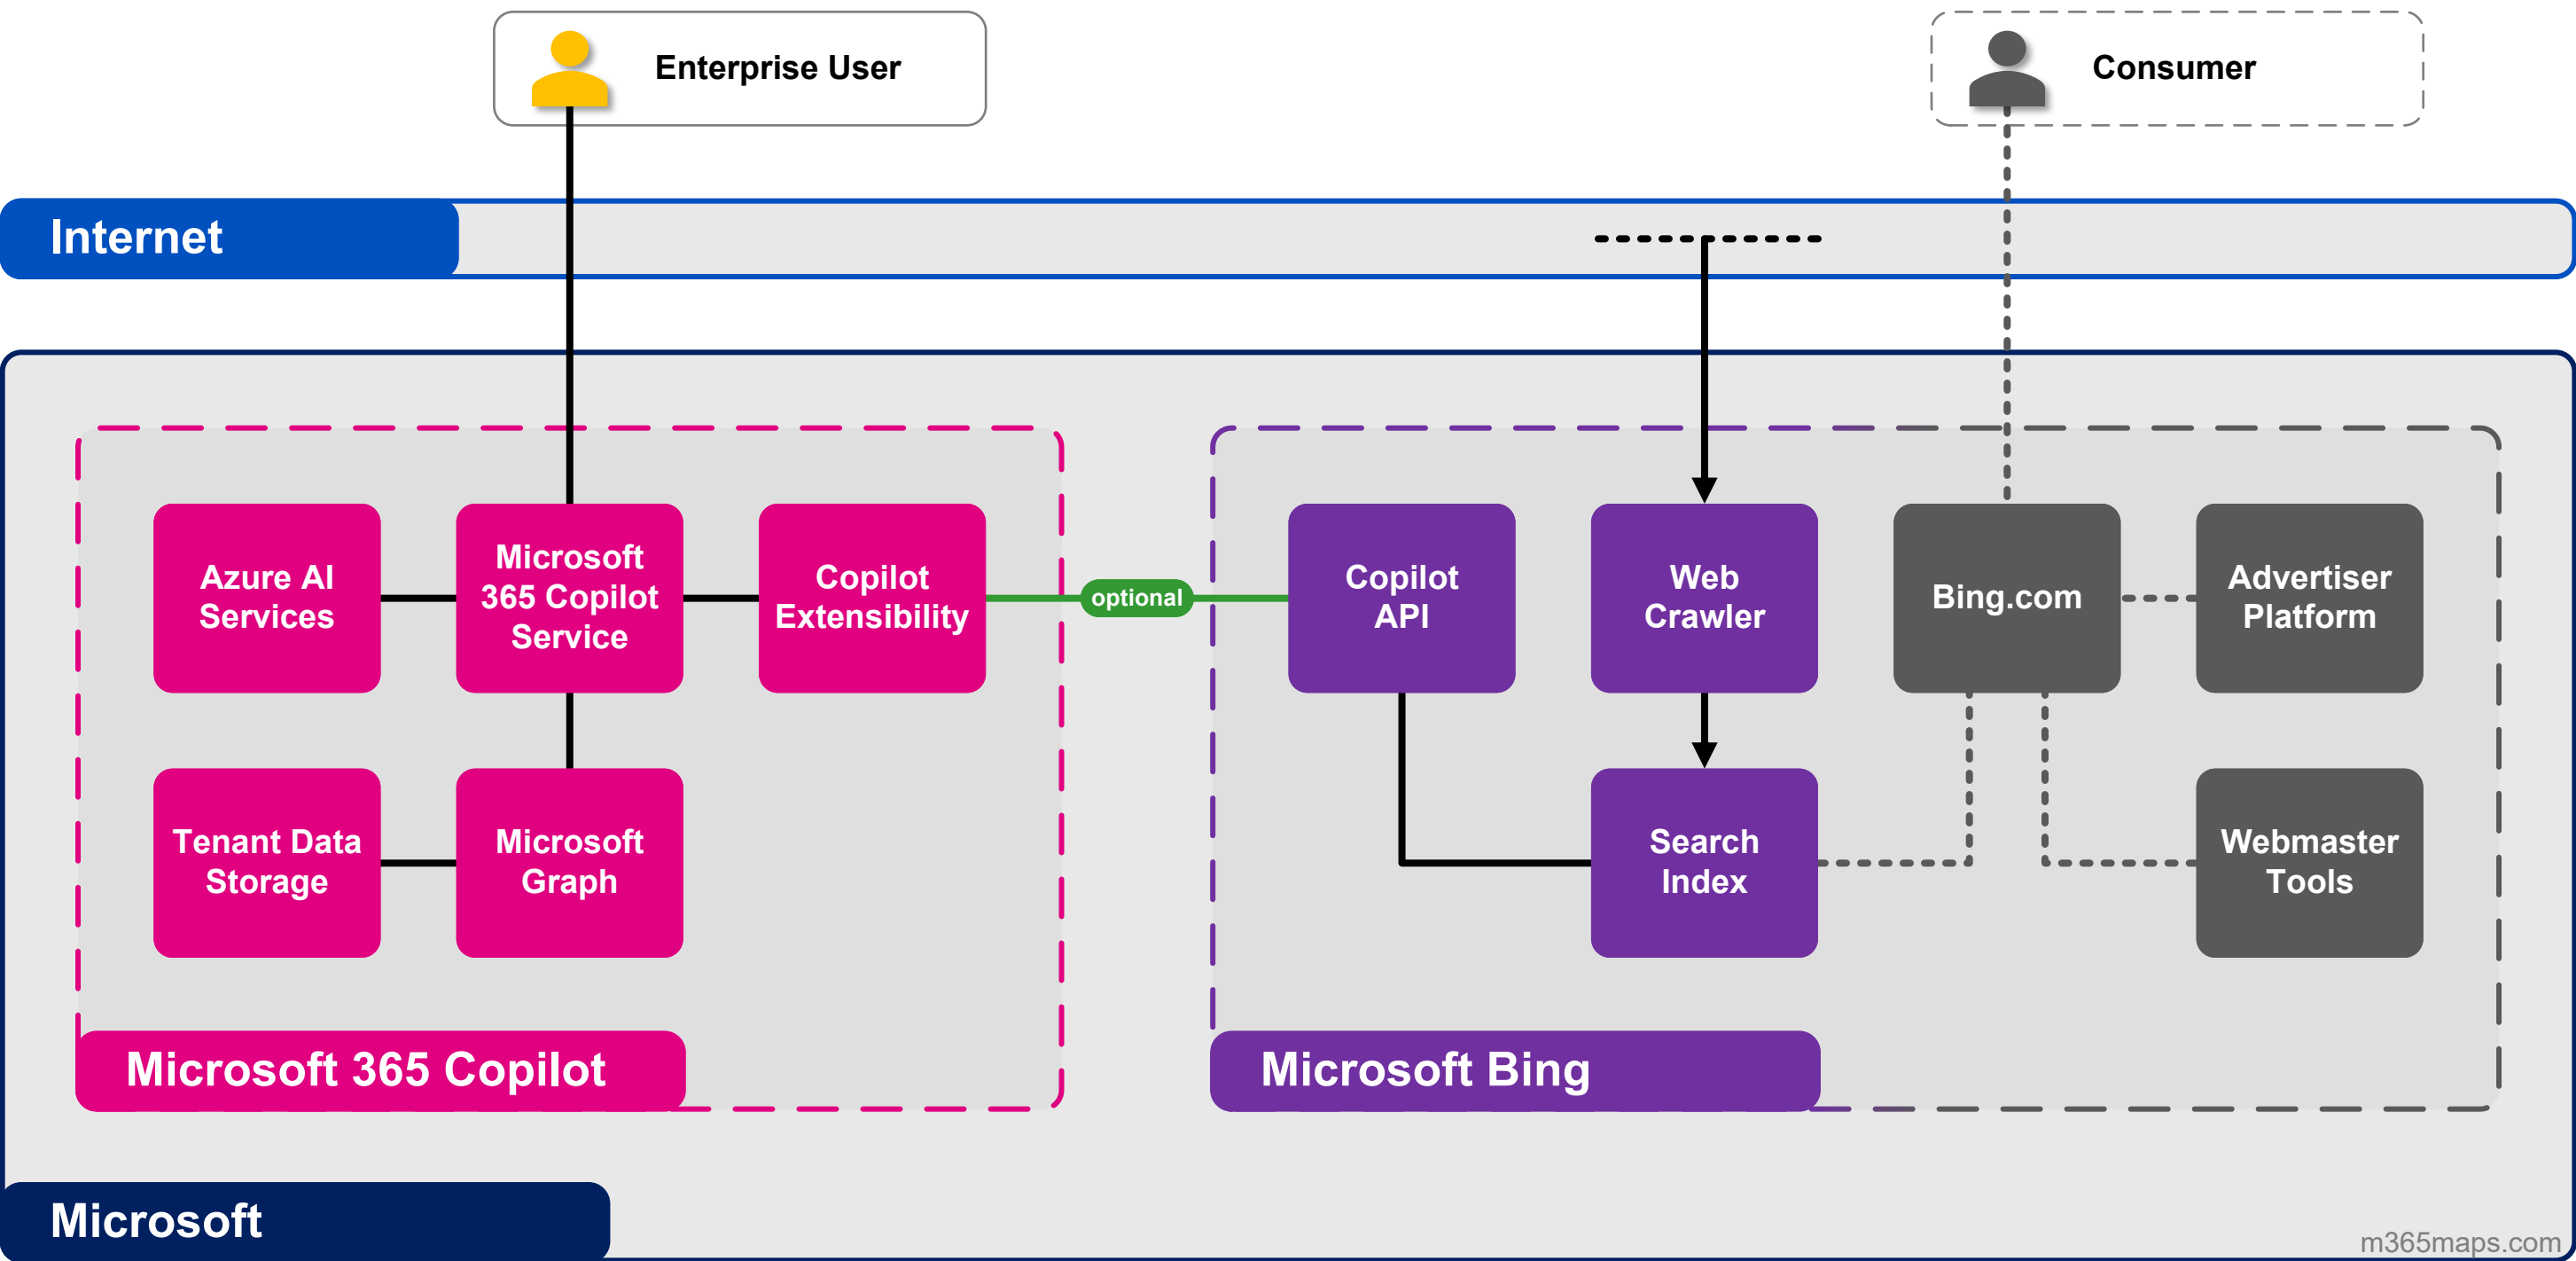 Enterprise User
Consumer
Internet
Azure AI
Services
Microsoft
365 Copilot
Service
Copilot
Extensibility
optional
Copilot
API
Web
Crawler
Bing.com
Advertiser
Platform
Tenant Data
Storage
Microsoft
Graph
Search
Index
Webmaster
Tools
Microsoft 365 Copilot
Microsoft Bing
Microsoft
m365maps.com